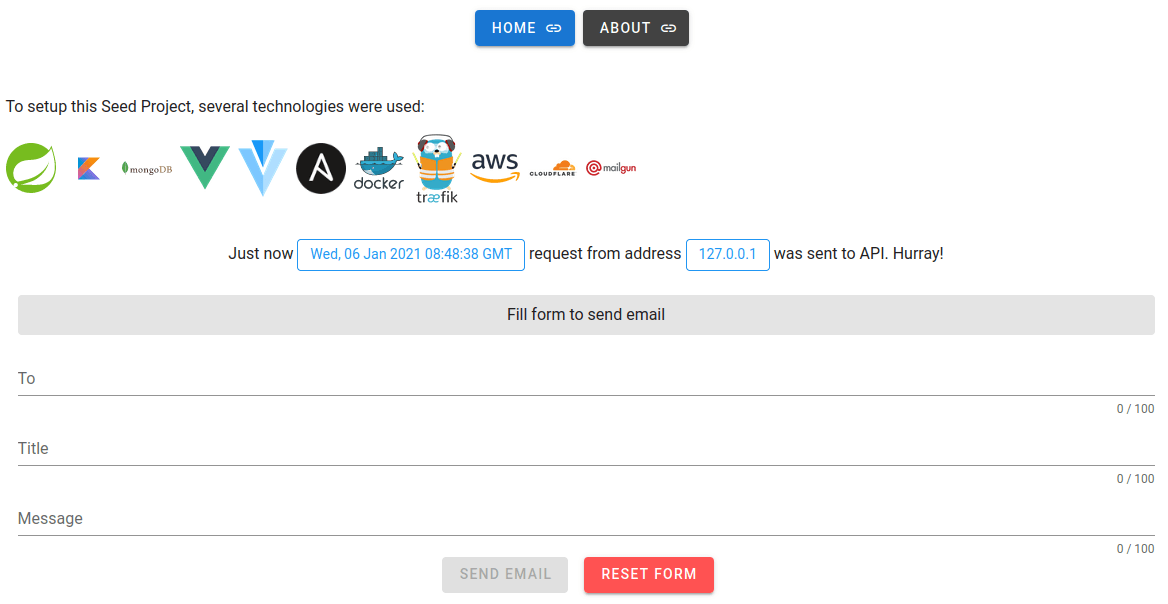 HOME ABOUT
To setup this Seed Project, several technologies were used:
mongoDB docker træfik aws CLOUDFLARE mailgun
Just now Wed, 06 Jan 2021 08:48:38 GMT request from address 127.0.0.1 was sent to API. Hurray!
Fill form to send email
To
0 / 100
Title
0 / 100
Message
0 / 100
SEND EMAIL RESET FORM